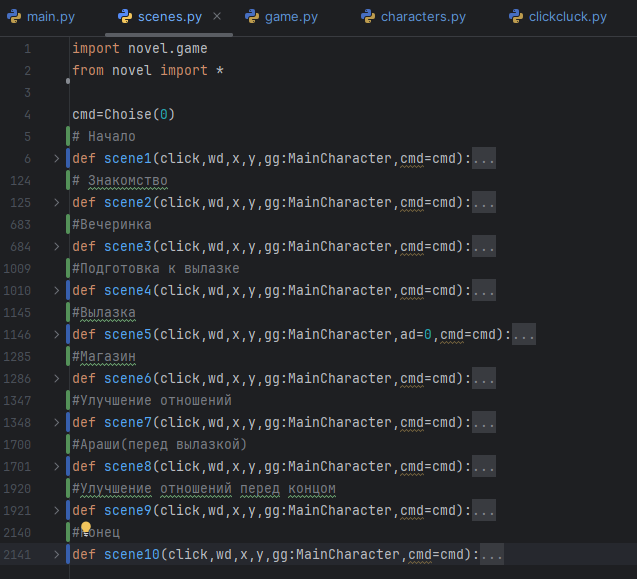 main.py scenes.py game.py characters.py clickcluck.py
1 import novel.game
2 from novel import *
3
4 cmd=Choise(0)
5 # Начало
6 def scene1(click,wd,x,y,gg:MainCharacter,cmd=cmd):...
124 # Знакомство
125 def scene2(click,wd,x,y,gg:MainCharacter,cmd=cmd):...
683 #Вечеринка
684 def scene3(click,wd,x,y,gg:MainCharacter,cmd=cmd):...
1009 #Подготовка к вылазке
1010 def scene4(click,wd,x,y,gg:MainCharacter,cmd=cmd):...
1145 #Вылазка
1146 def scene5(click,wd,x,y,gg:MainCharacter,ad=0,cmd=cmd):...
1285 #Магазин
1286 def scene6(click,wd,x,y,gg:MainCharacter,cmd=cmd):...
1347 #Улучшение отношений
1348 def scene7(click,wd,x,y,gg:MainCharacter,cmd=cmd):...
1700 #Араши(перед вылазкой)
1701 def scene8(click,wd,x,y,gg:MainCharacter,cmd=cmd):...
1920 #Улучшение отношений перед концом
1921 def scene9(click,wd,x,y,gg:MainCharacter,cmd=cmd):...
2140 #Конец
2141 def scene10(click,wd,x,y,gg:MainCharacter,cmd=cmd):...